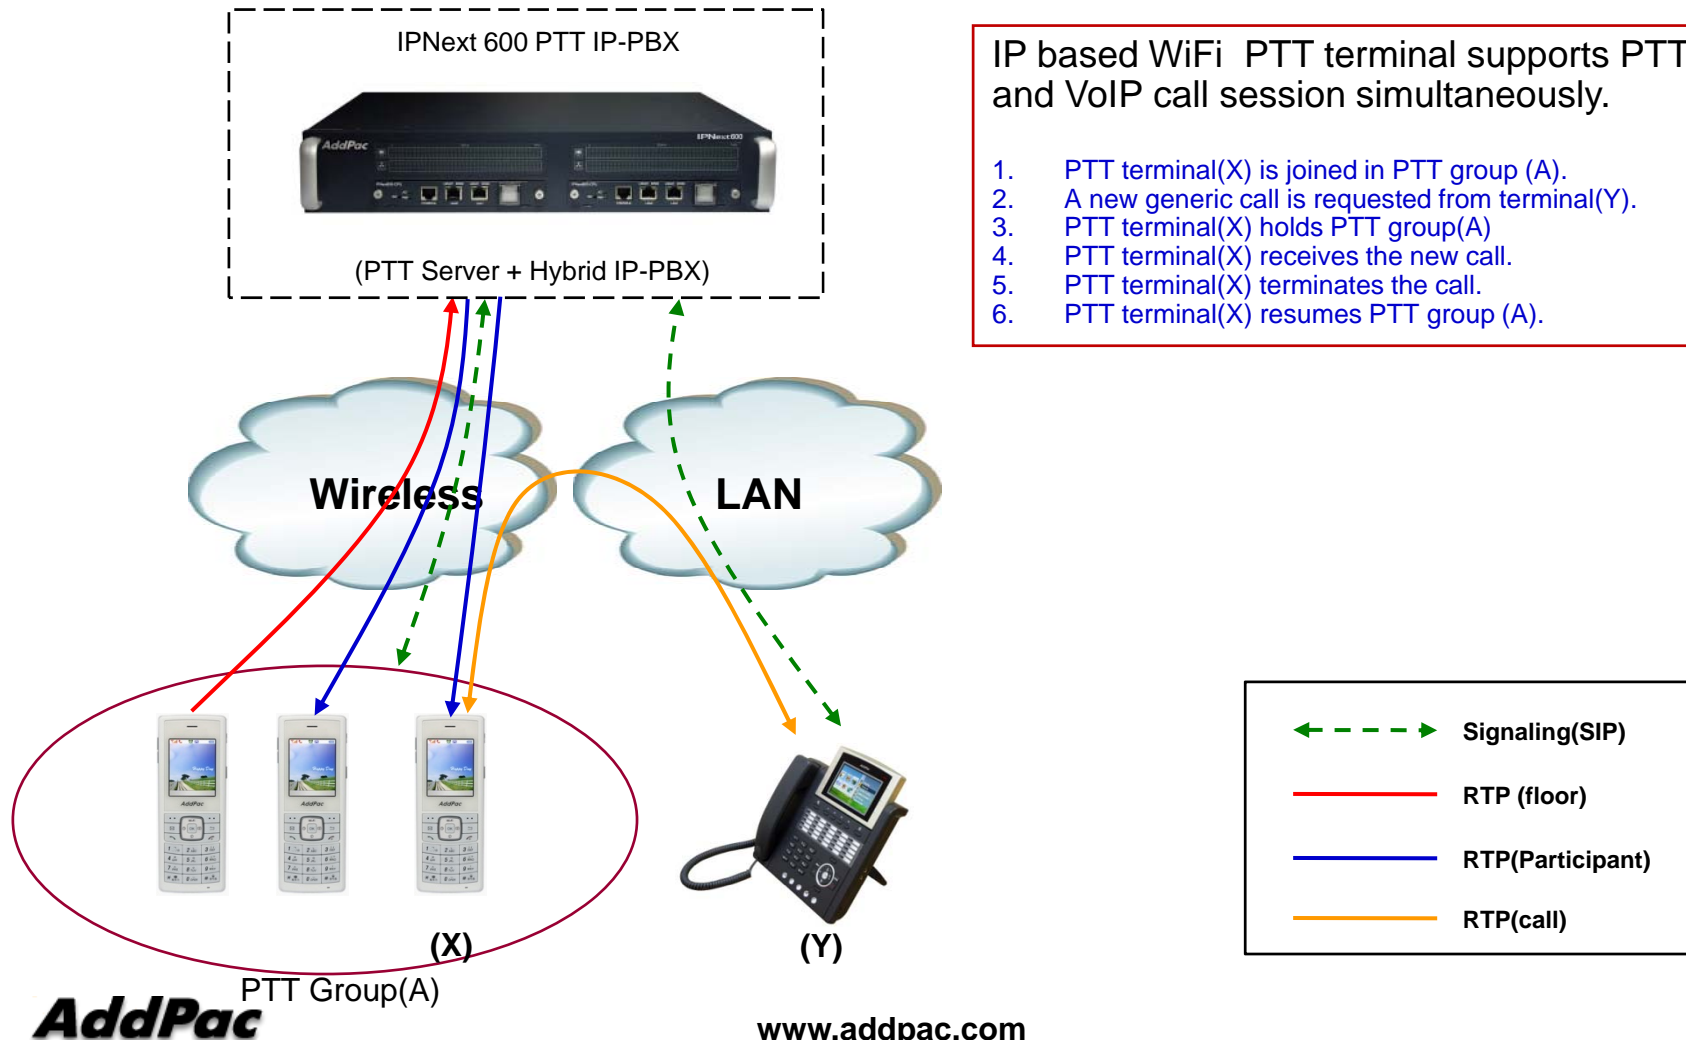 IPNext 600 PTT IP-PBX
AddPac
IPNext 600
(PTT Server + Hybrid IP-PBX)
IP based WiFi PTT terminal supports PTT
and VoIP call session simultaneously.
1. PTT terminal(X) is joined in PTT group (A).
2. A new generic call is requested from terminal(Y).
3. PTT terminal(X) holds PTT group(A)
4. PTT terminal(X) receives the new call.
5. PTT terminal(X) terminates the call.
6. PTT terminal(X) resumes PTT group (A).
Wireless
LAN
AddPac
AddPac
AddPac
(X)
(Y)
PTT Group(A)
Signaling(SIP)
RTP (floor)
RTP(Participant)
RTP(call)
AddPac
www.addpac.com